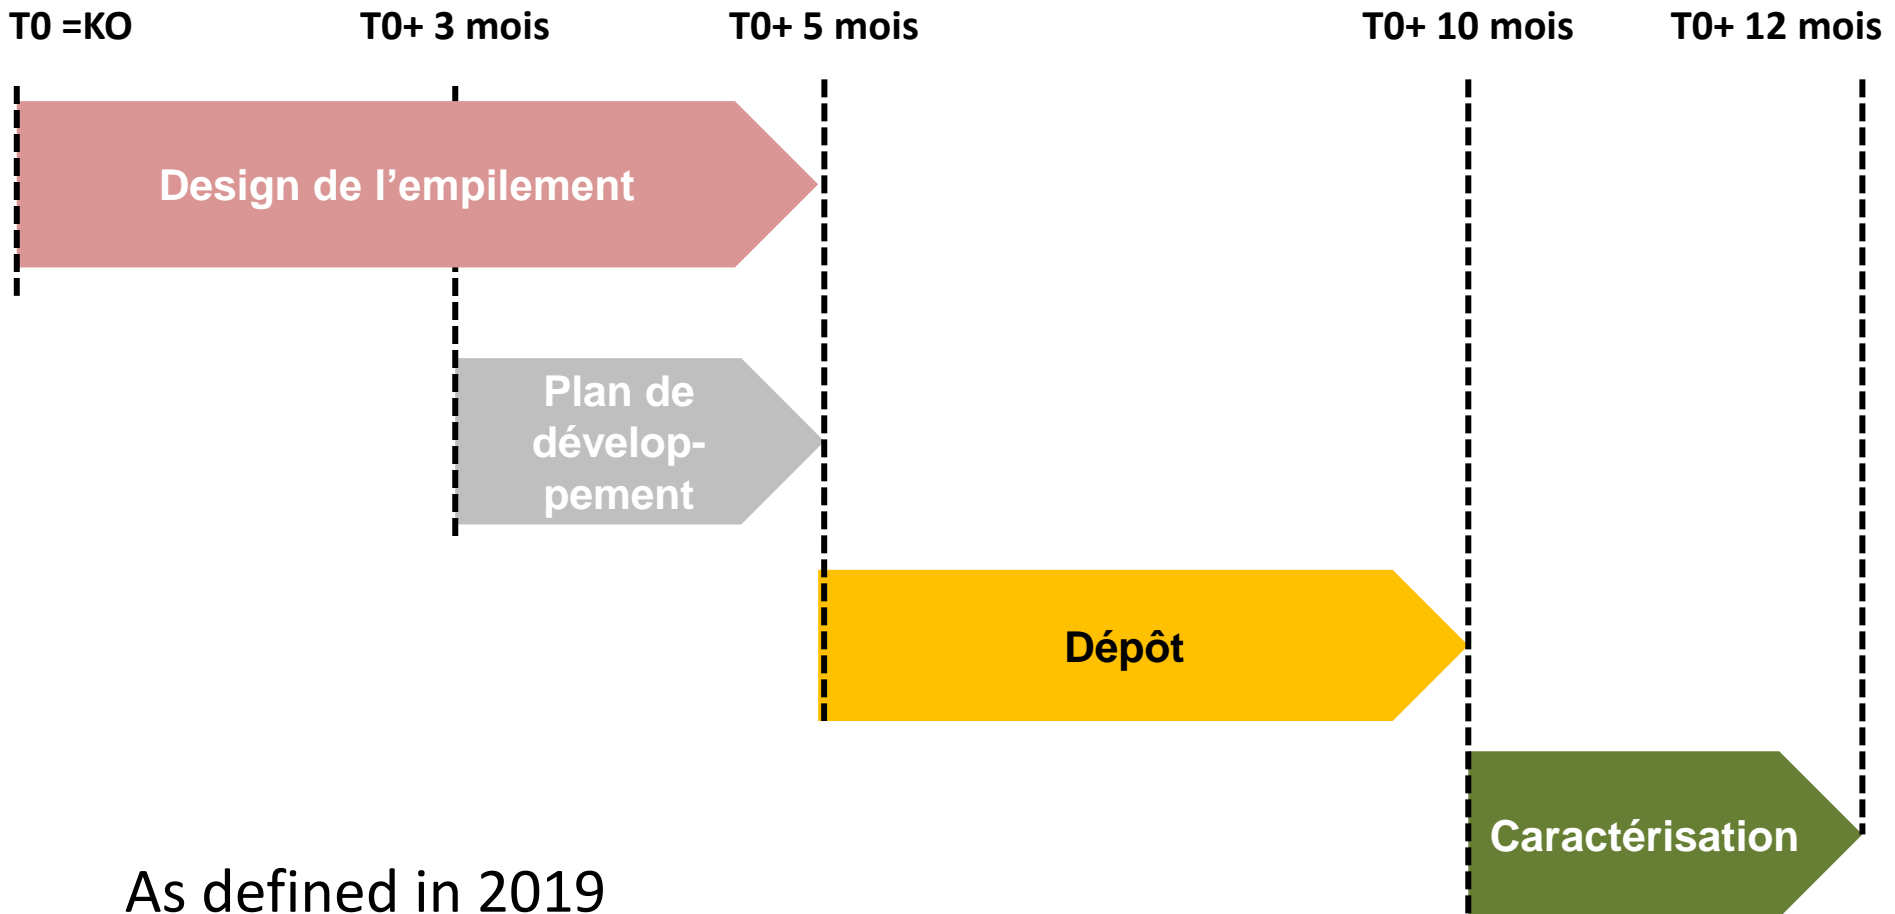 T0 =KO
T0+ 3 mois
T0+ 5 mois
T0+ 10 mois
T0+ 12 mois
Design de l’empilement
Plan de
dévelop-
pement
Dépôt
Caractérisation
As defined in 2019